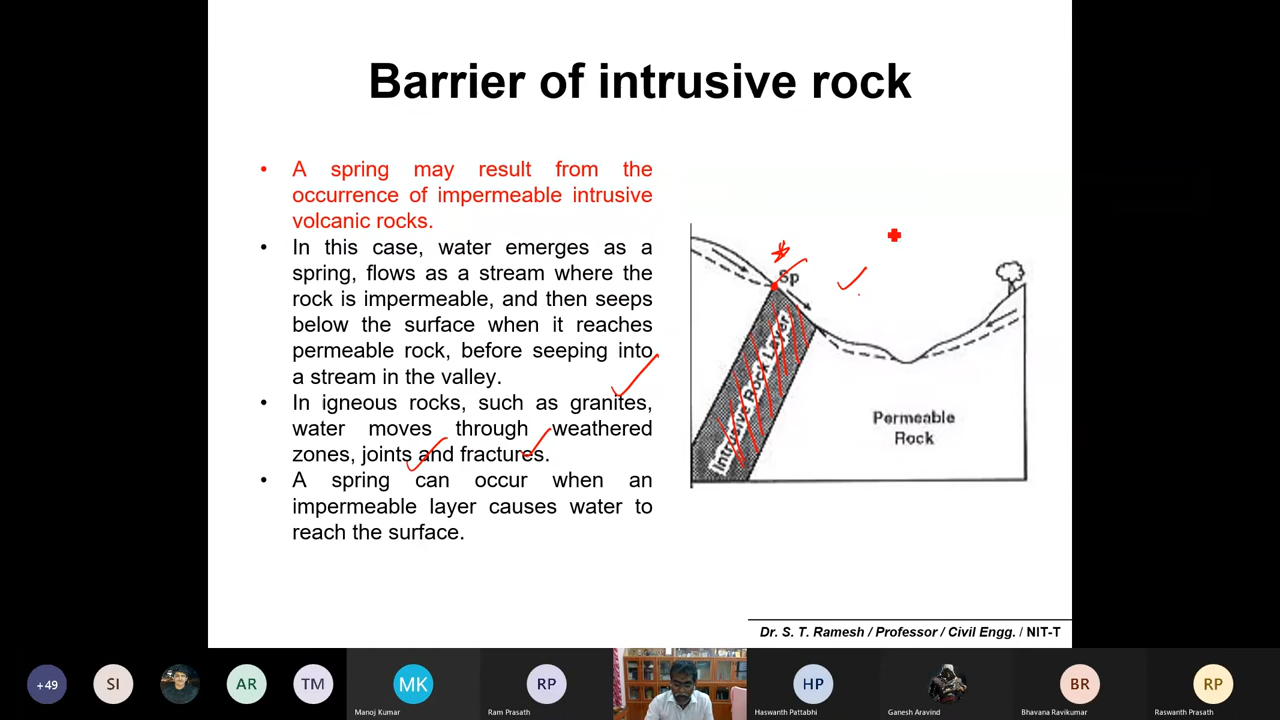 Barrier of intrusive rock
• A spring may result from the
occurrence of impermeable intrusive
volcanic rocks.
• In this case, water emerges as a
spring, flows as a stream where the
rock is impermeable, and then seeps
below the surface when it reaches
permeable rock, before seeping into
a stream in the valley.
• In igneous rocks, such as granites,
water moves through weathered
zones, joints and fractures.
• A spring can occur when an
impermeable layer causes water to
reach the surface.
Sp
Intrusive Rock Layer
Permeable
Rock
Dr. S. T. Ramesh / Professor / Civil Engg. / NIT-T
+49
SI
AR
TM
MK
RP
HP
BR
RP
Manoj Kumar
Ram Prasath
Haswanth Pattabhi
Ganesh Aravind
Bhavana Ravikumar
Raswanth Prasath